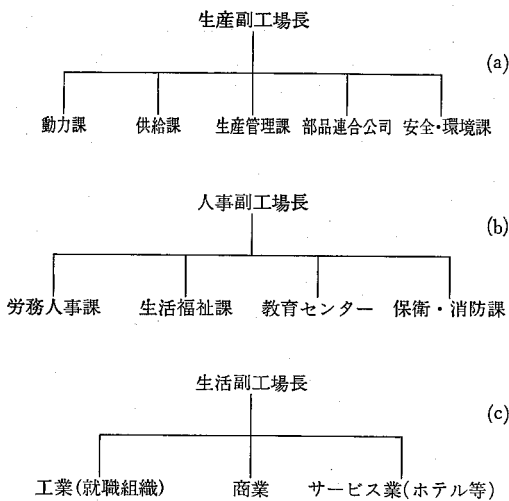 生産副工場長
(a)
動力課 供給課 生産管理課 部品連合公司 安全・環境課
人事副工場長
(b)
労務人事課 生活福祉課 教育センター 保衛・消防課
生活副工場長
(c)
工業(就職組織) 商業 サービス業(ホテル等)